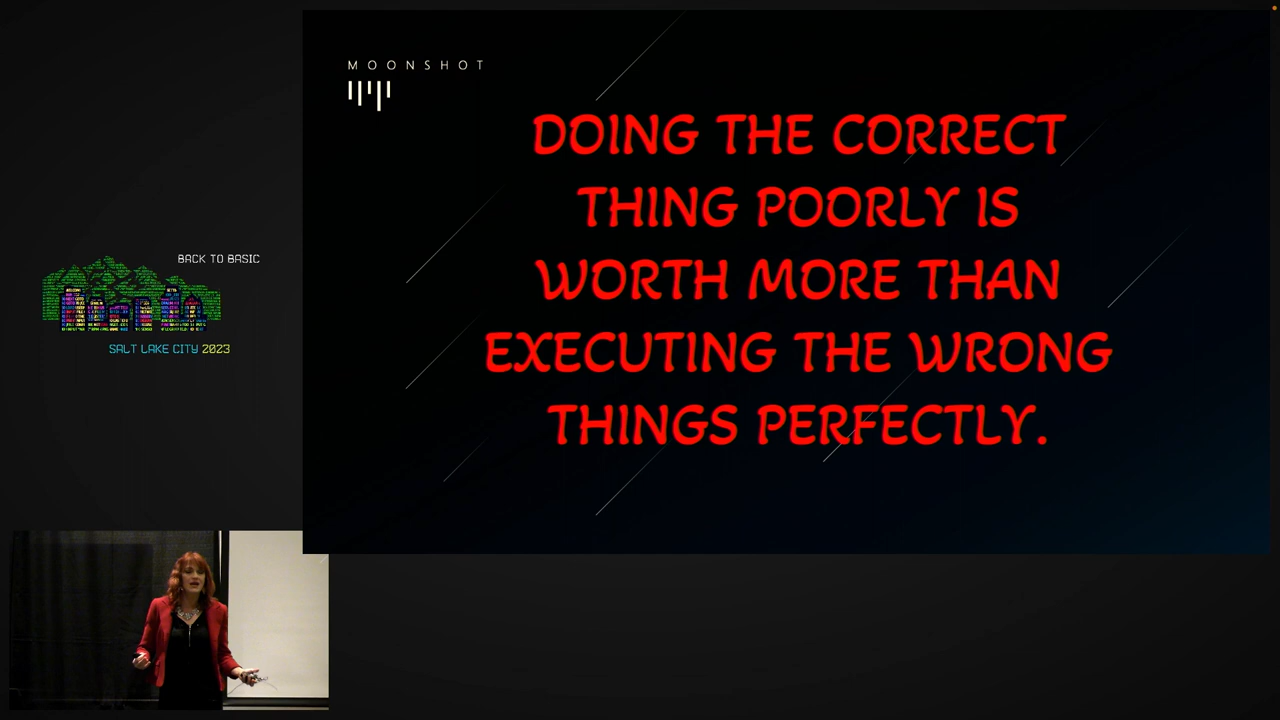 MOONSHOT
DOING THE CORRECT
THING POORLY IS
WORTH MORE THAN
EXECUTING THE WRONG
THINGS PERFECTLY.
BACK TO BASIC
SALT LAKE CITY 2023